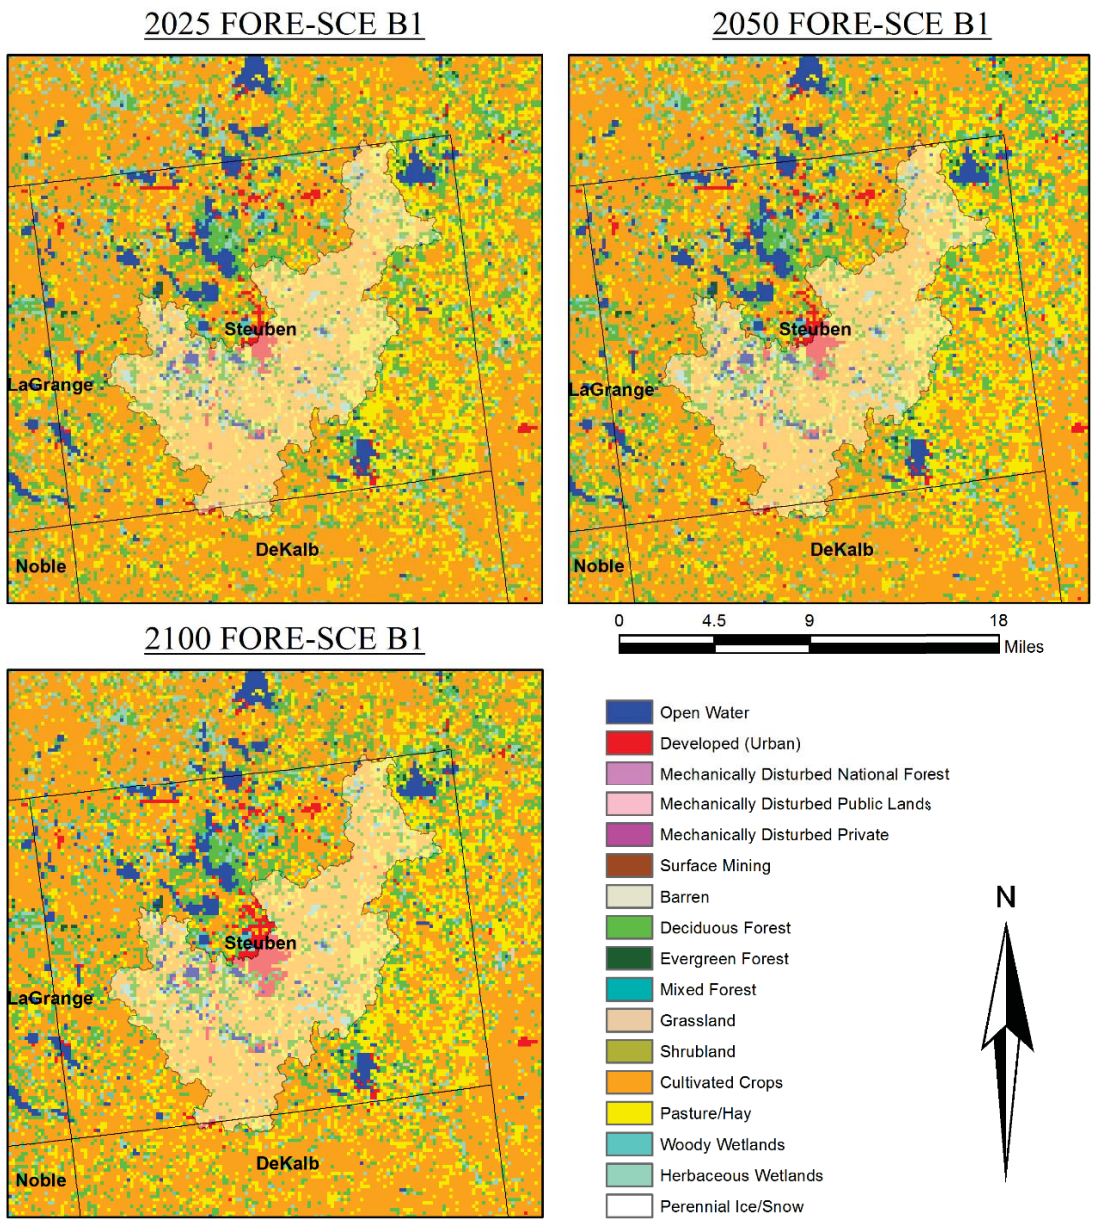 2025 FORE-SCE B1
2050 FORE-SCE B1
Steuben
LaGrange
DeKalb
Noble
Steuben
LaGrange
DeKalb
Noble
2100 FORE-SCE B1
0 4.5 9 18
Miles
Steuben
LaGrange
DeKalb
Noble
Open Water
Developed (Urban)
Mechanically Disturbed National Forest
Mechanically Disturbed Public Lands
Mechanically Disturbed Private
Surface Mining
Barren
Deciduous Forest
Evergreen Forest
Mixed Forest
Grassland
Shrubland
Cultivated Crops
Pasture/Hay
Woody Wetlands
Herbaceous Wetlands
Perennial Ice/Snow
N